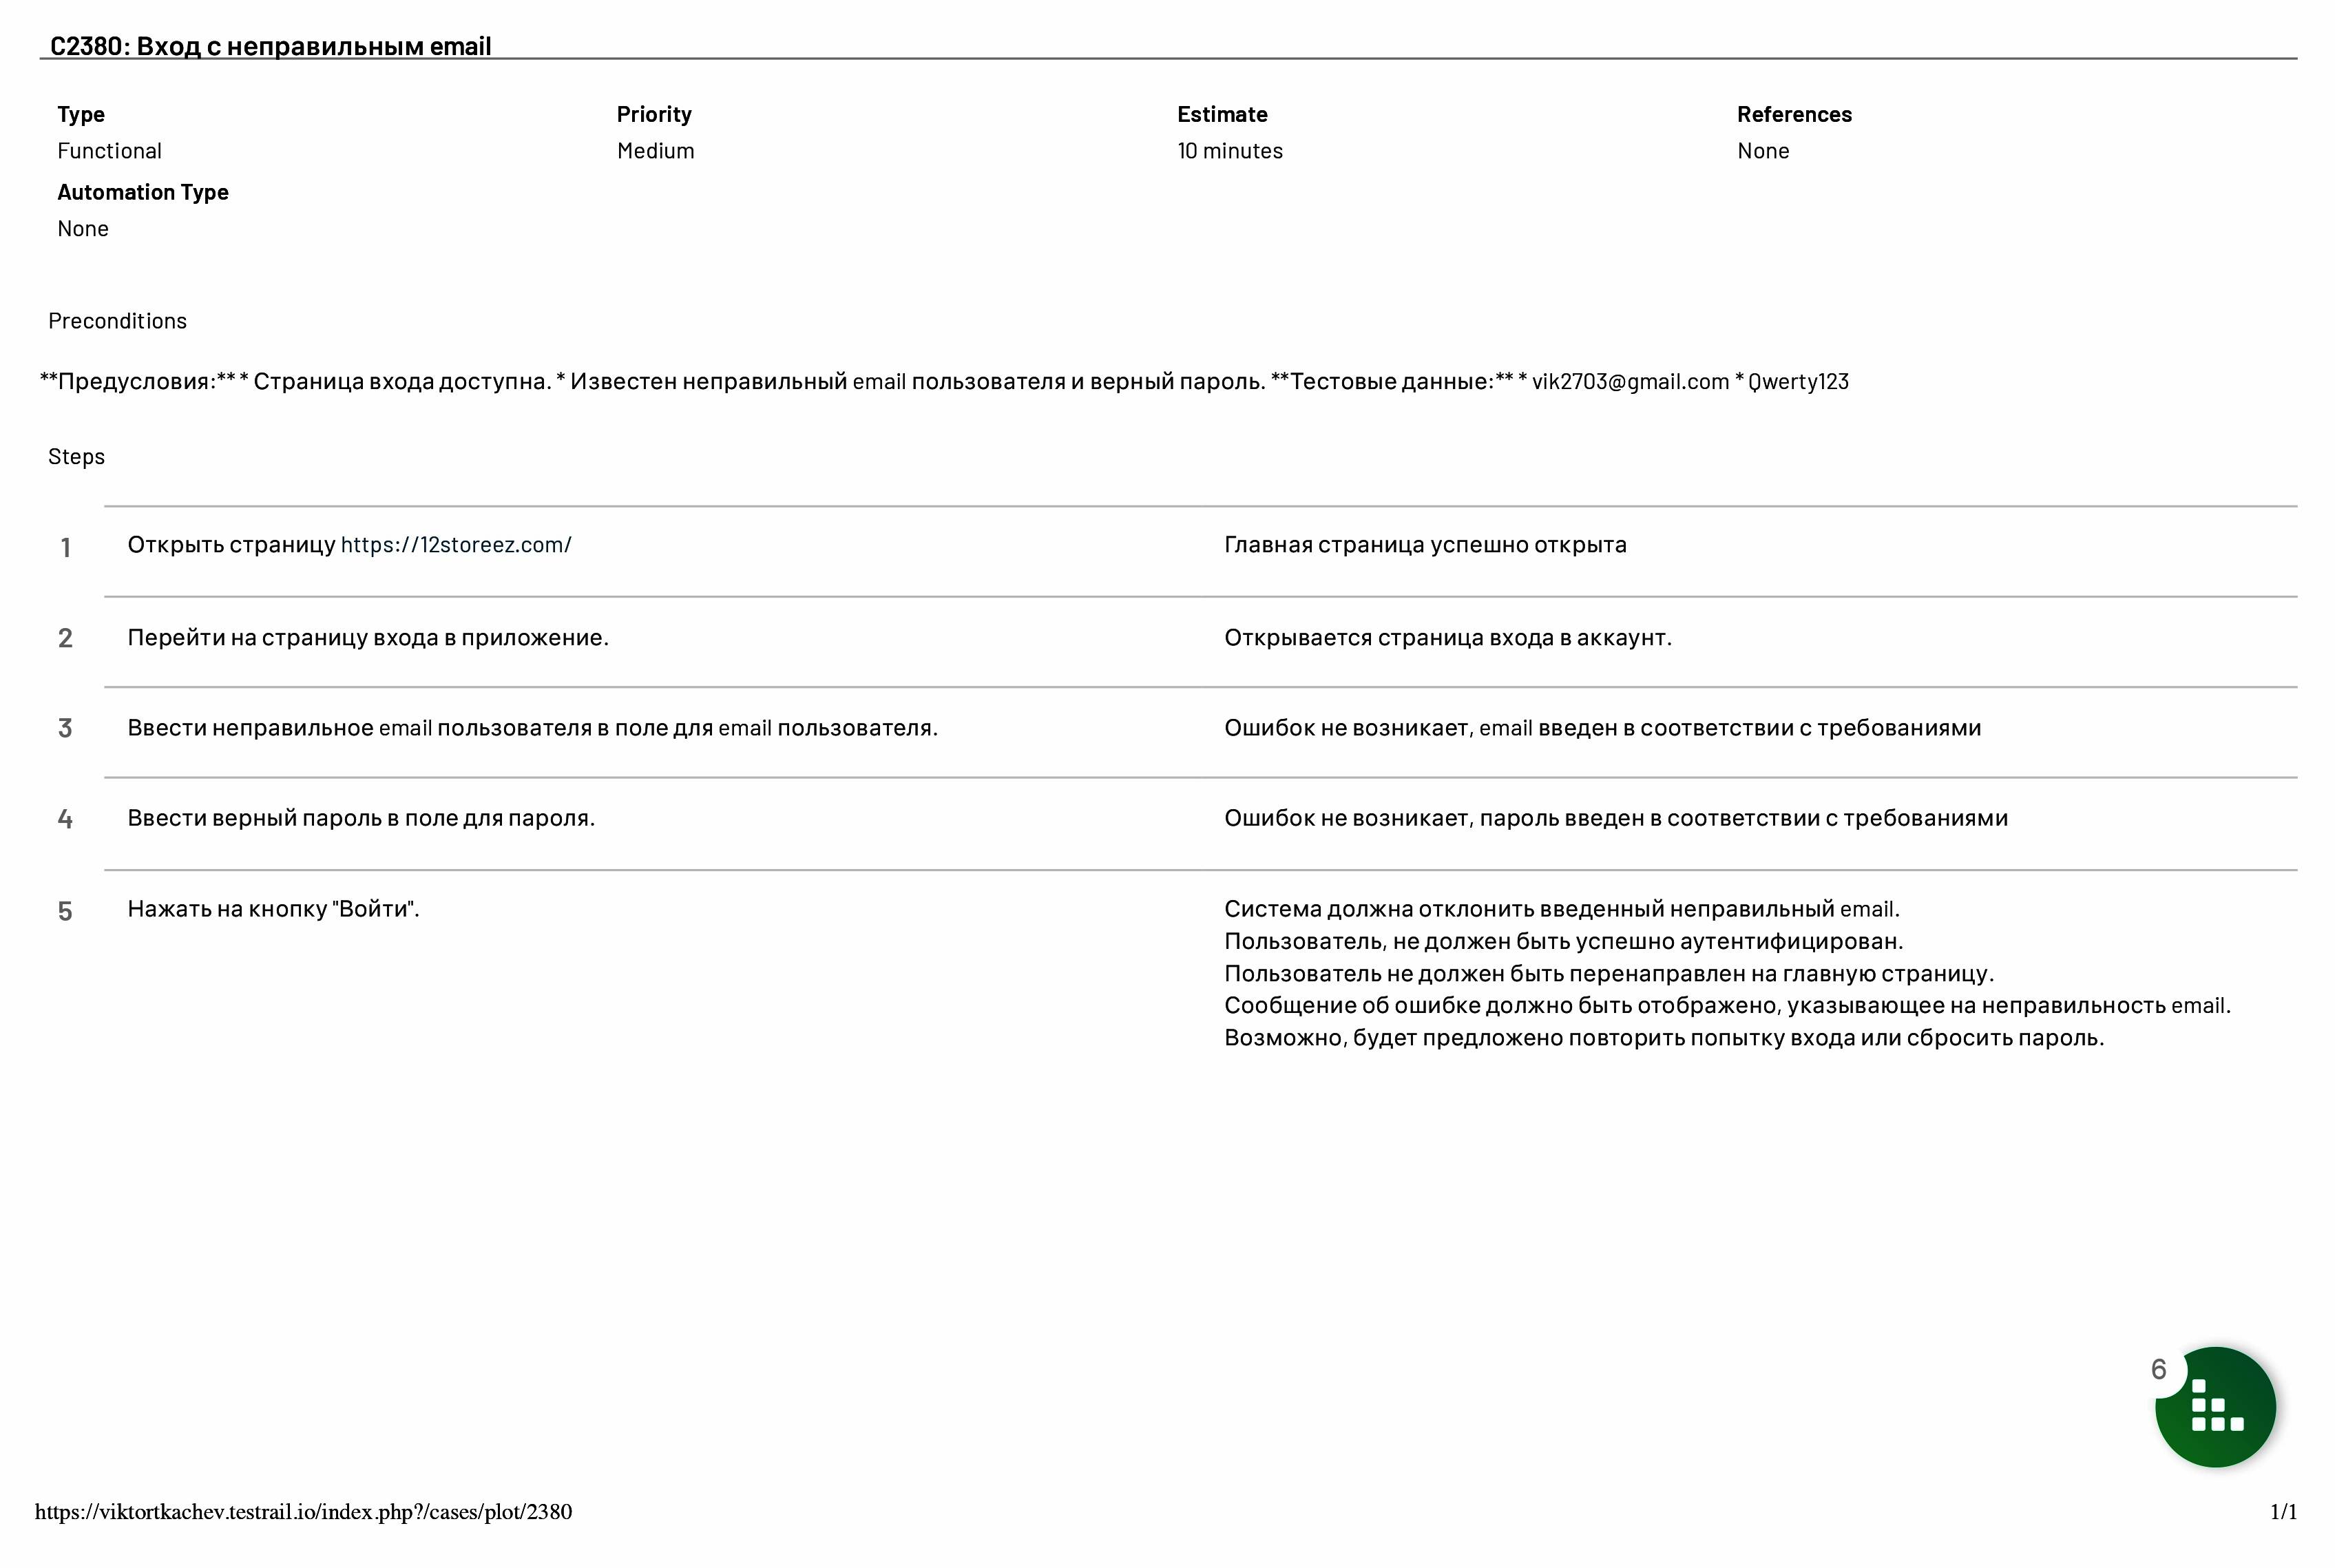 C2380: Вход с неправильным email
Type
Priority
Estimate
References
Functional
Medium
10 minutes
None
Automation Type
None
Preconditions
**Предусловия:** * Страница входа доступна. * Известен неправильный email пользователя и верный пароль. **Тестовые данные:** * vik2703@gmail.com * Qwerty123
Steps
1
Открыть страницу https://12storeez.com/
Главная страница успешно открыта
2
Перейти на страницу входа в приложение.
Открывается страница входа в аккаунт.
3
Ввести неправильное email пользователя в поле для email пользователя.
Ошибок не возникает, email введен в соответствии с требованиями
4
Ввести верный пароль в поле для пароля.
Ошибок не возникает, пароль введен в соответствии с требованиями
5
Нажать на кнопку "Войти".
Система должна отклонить введенный неправильный email.
Пользователь, не должен быть успешно аутентифицирован.
Пользователь не должен быть перенаправлен на главную страницу.
Сообщение об ошибке должно быть отображено, указывающее на неправильность email.
Возможно, будет предложено повторить попытку входа или сбросить пароль.
6
https://viktortkachev.testrail.io/index.php?/cases/plot/2380
1/1